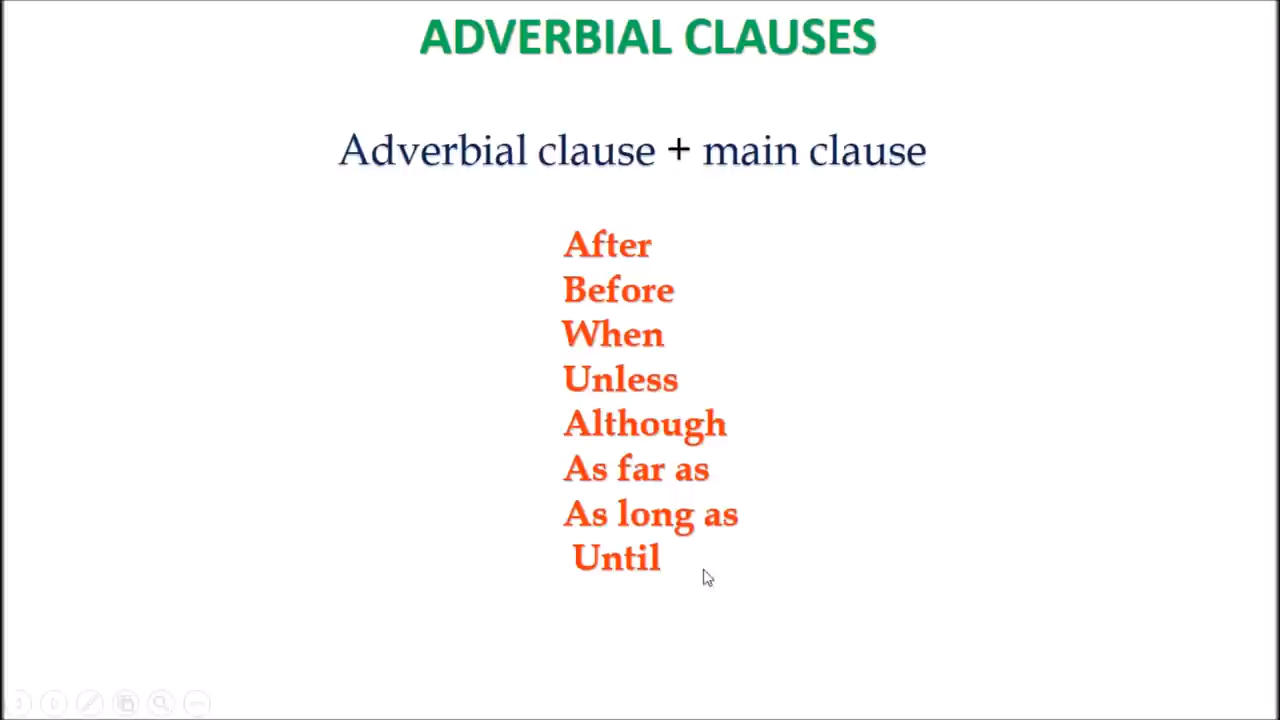 ADVERBIAL CLAUSES
Adverbial clause + main clause
After
Before
When
Unless
Although
As far as
As long as
Until